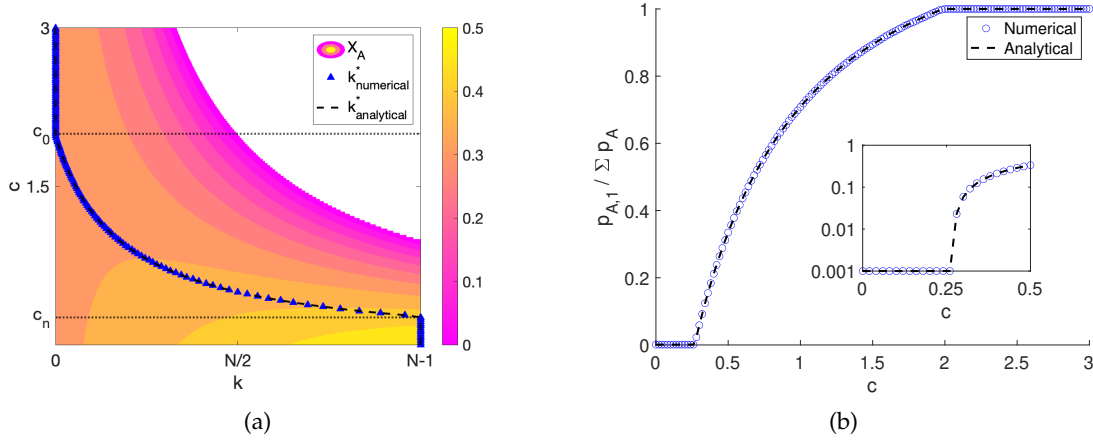 3
c0
c
1.5
cn
0
N/2
N-1
k
XA
k*numerical
k*analytical
0.5
0.4
0.3
0.2
0.1
0
(a)
1
0.8
0.6
0.4
0.2
0
pA,1 / Σ pA
Numerical
Analytical
1
0.1
0.01
0.001
0
0.25
0.5
c
0
0.5
1
1.5
2
2.5
3
c
(b)